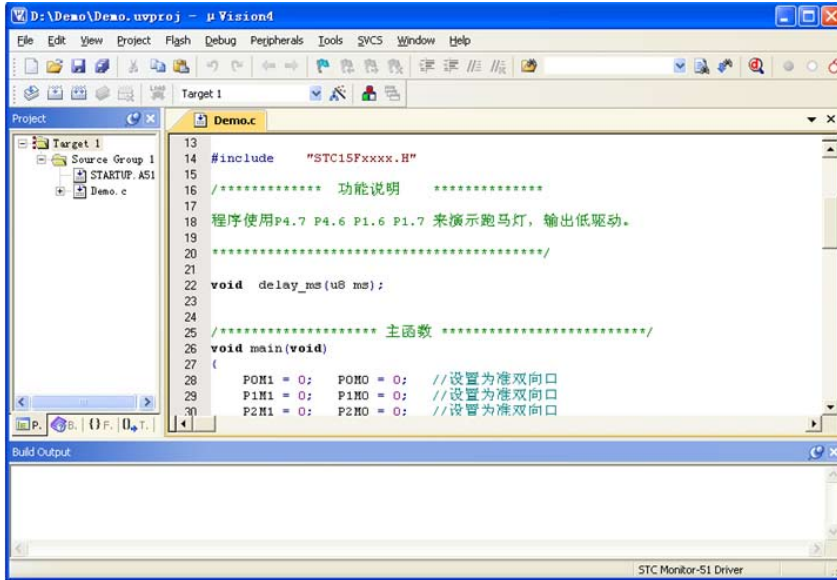 D:\Demo\Demo.uvproj - µVision4
File Edit View Project Flash Debug Peripherals Tools SVCS Window Help
Target 1
Project
Demo.c
Target 1
Source Group 1
STARTUP.A51
Demo.c
13
14 #include "STC15Fxxxx.H"
15
16 /************* 功能说明 **************
17
18 程序使用P4.7 P4.6 P1.6 P1.7 来演示跑马灯，输出低驱动。
19
20 ******************************************/
21
22 void delay_ms(u8 ms);
23
24
25 /******************** 主函数 **************************/
26 void main(void)
27 {
28 P0M1 = 0; P0M0 = 0; //设置为准双向口
29 P1M1 = 0; P1M0 = 0; //设置为准双向口
30 P2M1 = 0; P2M0 = 0; //设置为准双向口
P. B. {} F. 0. T.
Build Output
STC Monitor-51 Driver